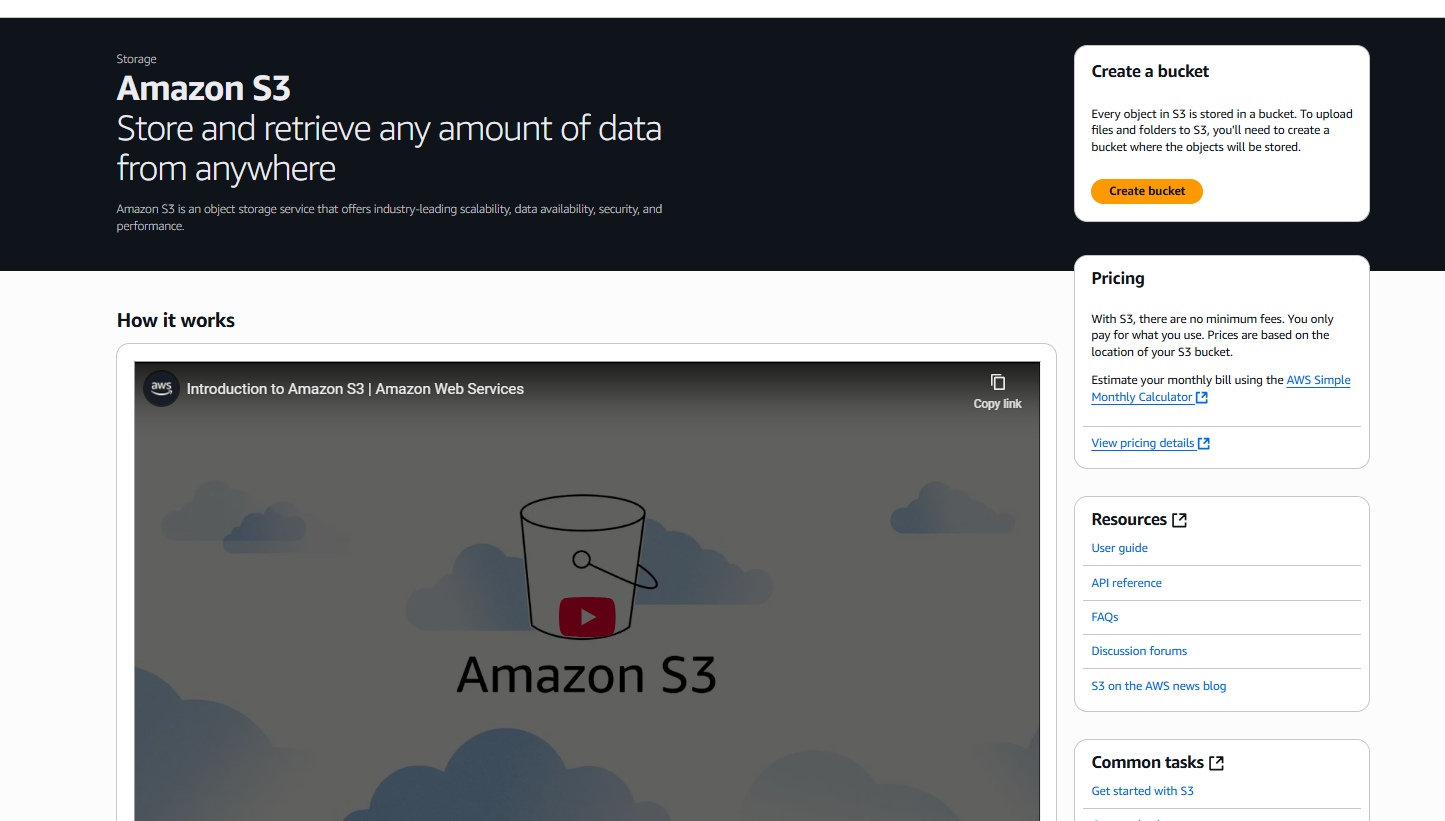 Storage
Amazon S3
Store and retrieve any amount of data
from anywhere
Amazon S3 is an object storage service that offers industry-leading scalability, data availability, security, and
performance.
Create a bucket
Every object in S3 is stored in a bucket. To upload
files and folders to S3, you'll need to create a
bucket where the objects will be stored.
Create bucket
Pricing
With S3, there are no minimum fees. You only
pay for what you use. Prices are based on the
location of your S3 bucket.
Estimate your monthly bill using the AWS Simple
Monthly Calculator
View pricing details
How it works
aws
Introduction to Amazon S3 | Amazon Web Services
Copy link
Amazon S3
Resources
User guide
API reference
FAQs
Discussion forums
S3 on the AWS news blog
Common tasks
Get started with S3